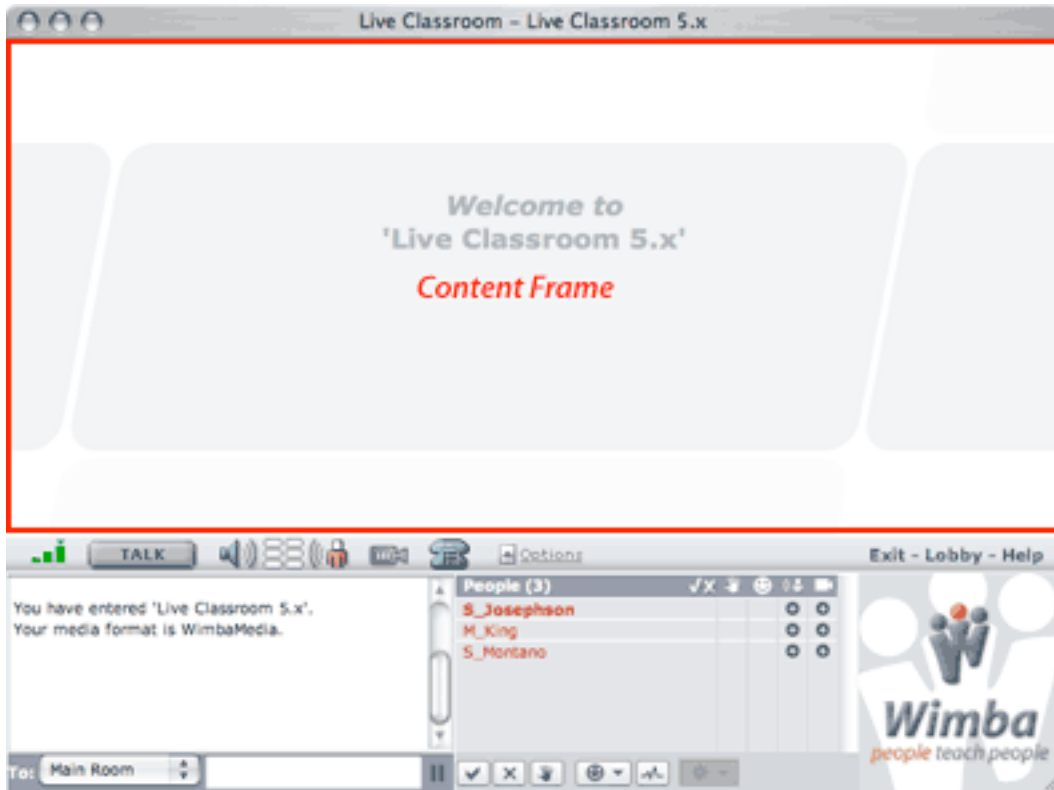 Live Classroom – Live Classroom 5.x
Welcome to
'Live Classroom 5.x'
Content Frame
TALK
Options
Exit - Lobby - Help
You have entered 'Live Classroom 5.x'.
Your media format is WimbaMedia.
People (3)
S_Josephson
M_King
S_Montano
Wimba
people teach people
To: Main Room